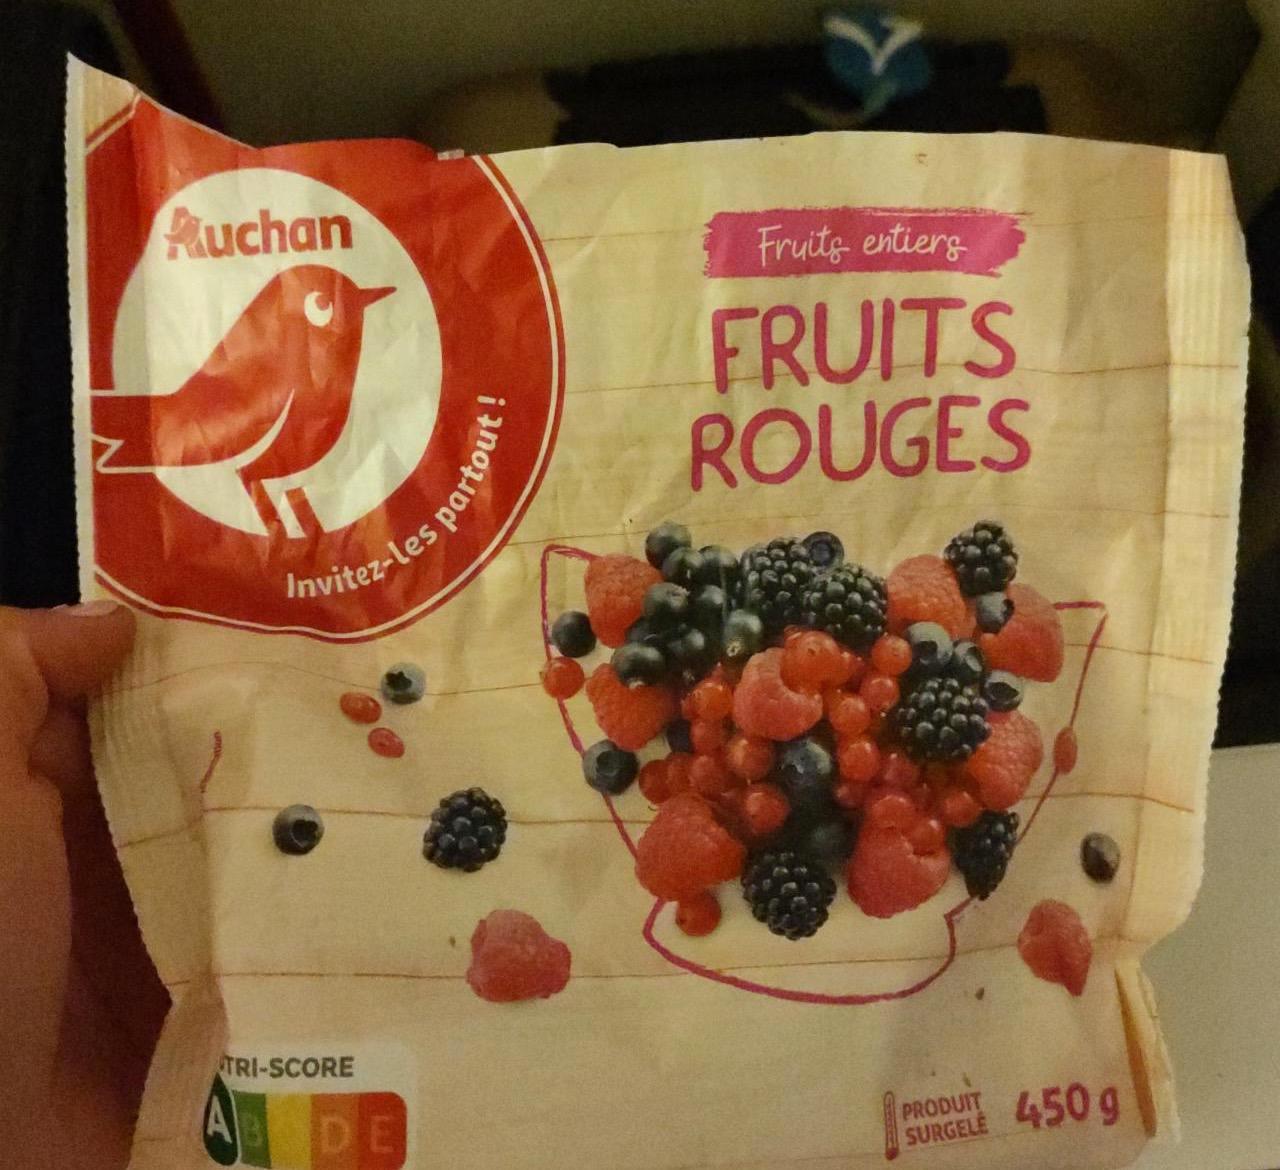 Auchan
Invitez-les partout !
Fruits entiers
FRUITS
ROUGES
TRI-SCORE
A B D E
PRODUIT
SURGELÉ
450 g